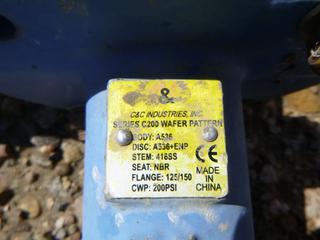 &
C&C INDUSTRIES, INC.
SERIES C200 WAFER PATTERN
BODY: A536
DISC: A536+ENP
STEM: 416SS
SEAT: NBR
FLANGE: 125/150
CWP: 200PSI
CE
MADE
IN
CHINA